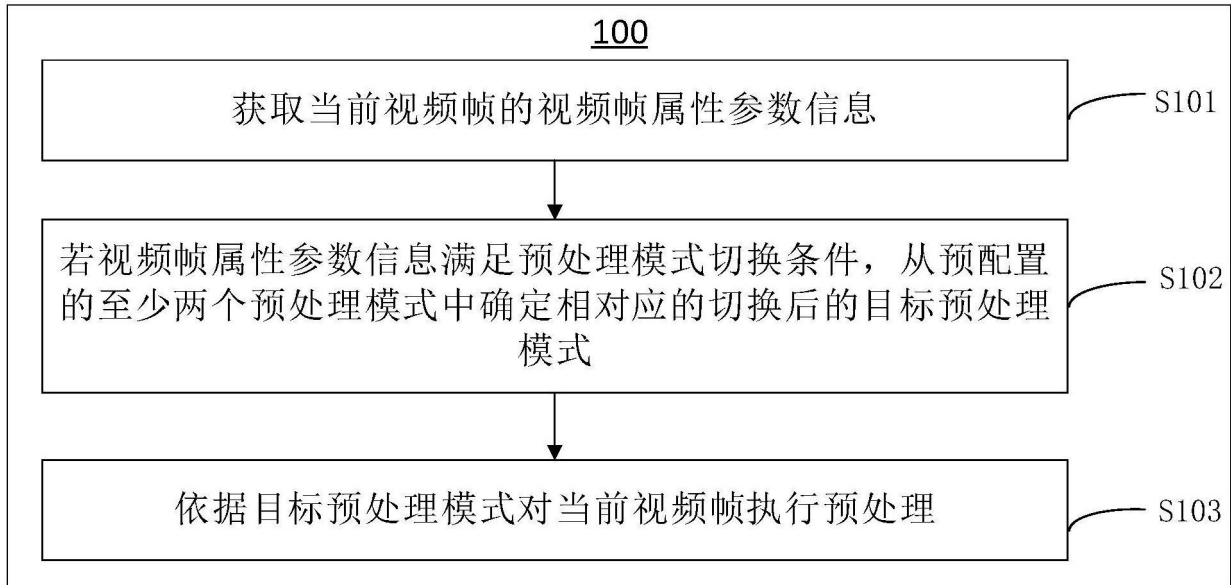 100
获取当前视频帧的视频帧属性参数信息
S101
若视频帧属性参数信息满足预处理模式切换条件，从预配置
的至少两个预处理模式中确定相对应的切换后的目标预处理
模式
S102
依据目标预处理模式对当前视频帧执行预处理
S103